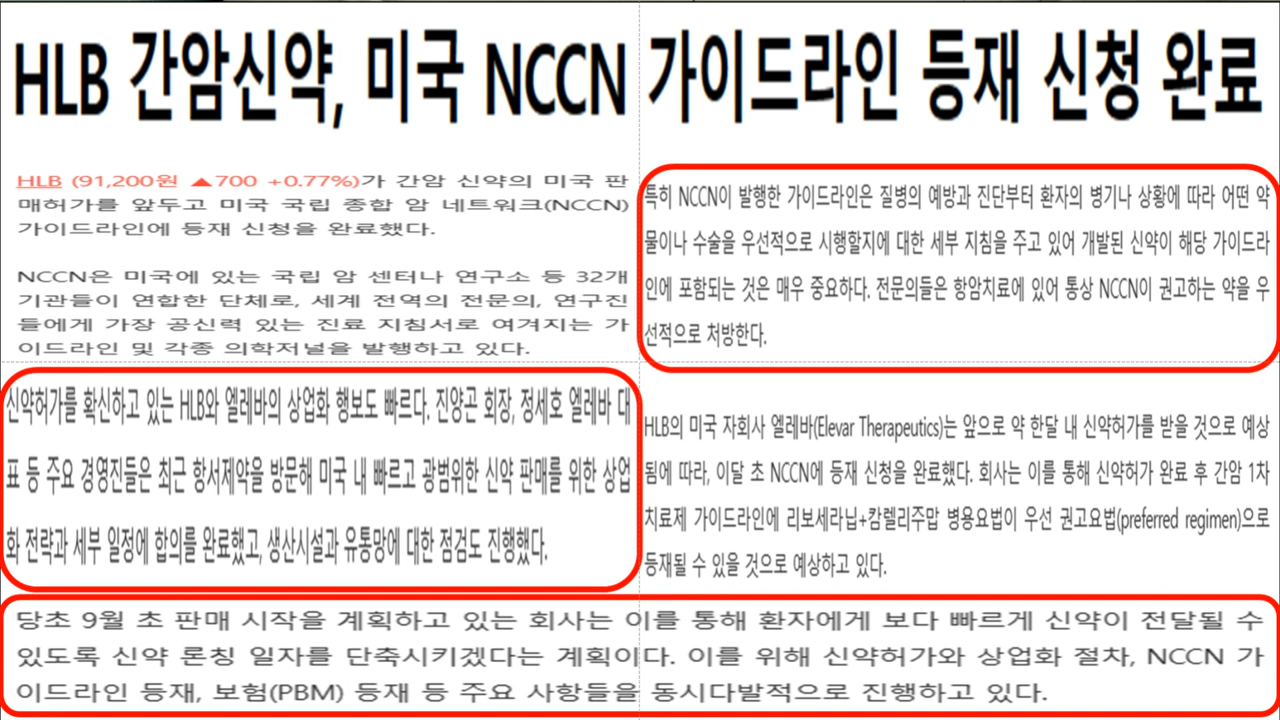 HLB 간암신약, 미국 NCCN 가이드라인 등재 신청 완료
HLB (91,200원 ▲700 +0.77%)가 간암 신약의 미국 판
매허가를 앞두고 미국 국립 종합 암 네트워크(NCCN)
가이드라인에 등재 신청을 완료했다.
NCCN은 미국에 있는 국립 암 센터나 연구소 등 32개
기관들이 연합한 단체로, 세계 전역의 전문의, 연구진
들에게 가장 공신력 있는 진료 지침서로 여겨지는 가
이드라인 및 각종 의학저널을 발행하고 있다.
특히 NCCN이 발행한 가이드라인은 질병의 예방과 진단부터 환자의 병기나 상황에 따라 어떤 약
물이나 수술을 우선적으로 시행할지에 대한 세부 지침을 주고 있어 개발된 신약이 해당 가이드라
인에 포함되는 것은 매우 중요하다. 전문의들은 항암치료에 있어 통상 NCCN이 권고하는 약을 우
선적으로 처방한다.
신약허가를 확신하고 있는 HLB와 엘레바의 상업화 행보도 빠르다. 진양곤 회장, 정세호 엘레바 대
표 등 주요 경영진들은 최근 항서제약을 방문해 미국 내 빠르고 광범위한 신약 판매를 위한 상업
화 전략과 세부 일정에 합의를 완료했고, 생산시설과 유통망에 대한 점검도 진행했다.
HLB의 미국 자회사 엘레바(Elevar Therapeutics)는 앞으로 약 한달 내 신약허가를 받을 것으로 예상
됨에 따라, 이달 초 NCCN에 등재 신청을 완료했다. 회사는 이를 통해 신약허가 완료 후 간암 1차
치료제 가이드라인에 리보세라닙+캄렐리주맙 병용요법이 우선 권고요법(preferred regimen)으로
등재될 수 있을 것으로 예상하고 있다.
당초 9월 초 판매 시작을 계획하고 있는 회사는 이를 통해 환자에게 보다 빠르게 신약이 전달될 수
있도록 신약 론칭 일자를 단축시키겠다는 계획이다. 이를 위해 신약허가와 상업화 절차, NCCN 가
이드라인 등재, 보험(PBM) 등재 등 주요 사항들을 동시다발적으로 진행하고 있다.